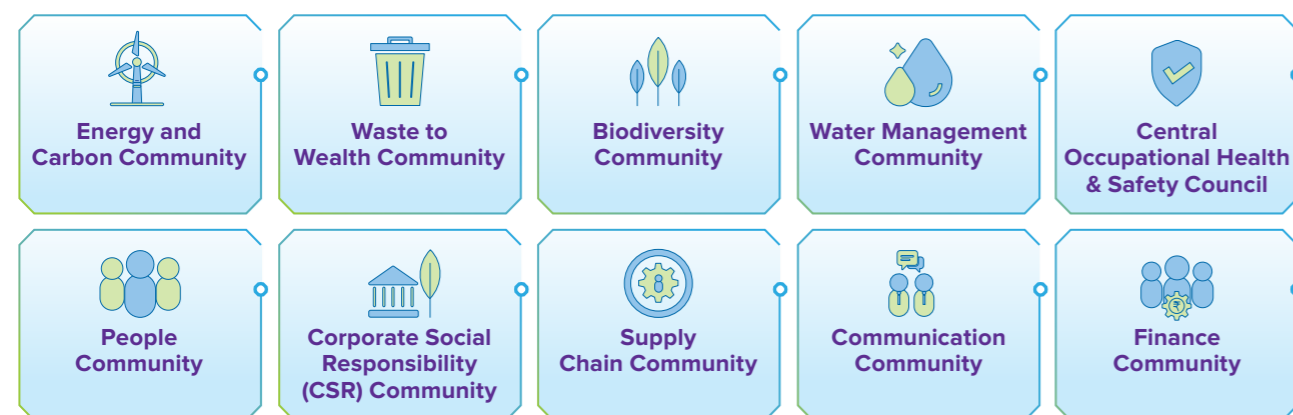 Energy and
Carbon Community
Waste to
Wealth Community
Biodiversity
Community
Water Management
Community
Central
Occupational Health
& Safety Council
People
Community
Corporate Social
Responsibility
(CSR) Community
Supply
Chain Community
Communication
Community
₹
Finance
Community